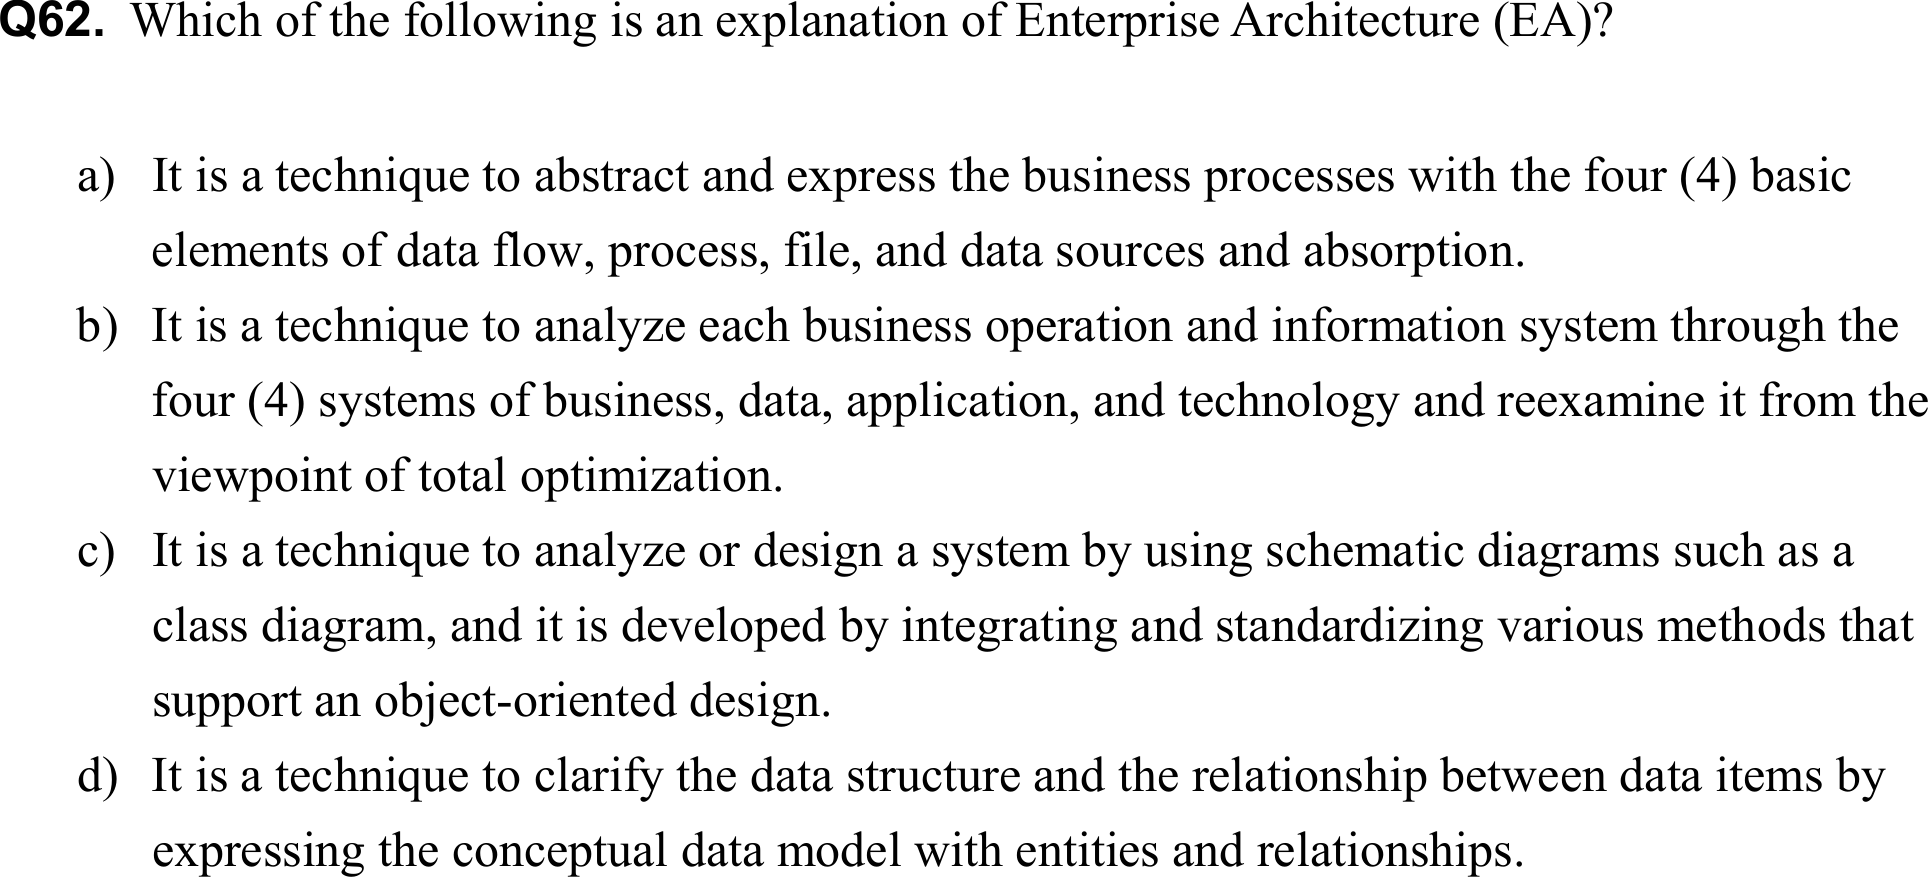 Q62. Which of the following is an explanation of Enterprise Architecture (EA)?
a) It is a technique to abstract and express the business processes with the four (4) basic
elements of data flow, process, file, and data sources and absorption.
b) It is a technique to analyze each business operation and information system through the
four (4) systems of business, data, application, and technology and reexamine it from the
viewpoint of total optimization.
c) It is a technique to analyze or design a system by using schematic diagrams such as a
class diagram, and it is developed by integrating and standardizing various methods that
support an object-oriented design.
d) It is a technique to clarify the data structure and the relationship between data items by
expressing the conceptual data model with entities and relationships.